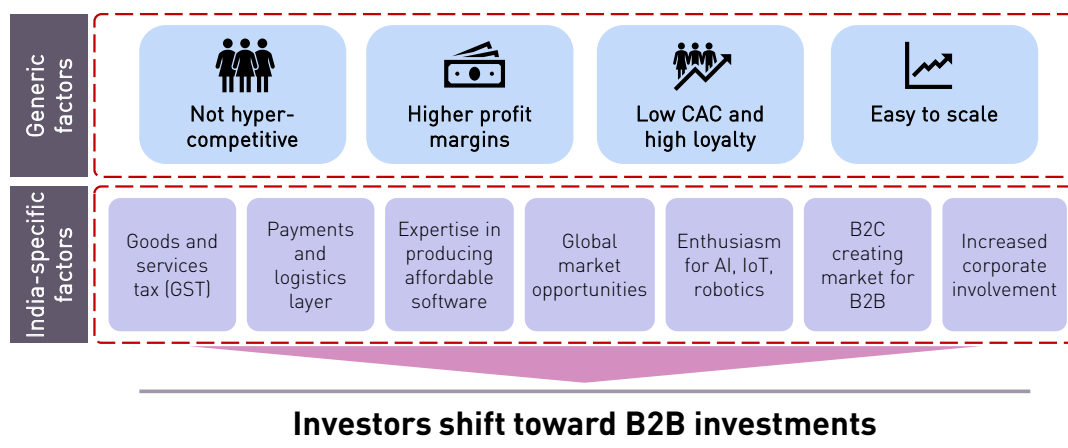 Generic
factors
Not hyper-
competitive
Higher profit
margins
Low CAC and
high loyalty
Easy to scale
India-specific
factors
Goods and
services
tax (GST)
Payments
and
logistics
layer
Expertise in
producing
affordable
software
Global
market
opportunities
Enthusiasm
for AI, IoT,
robotics
B2C
creating
market for
B2B
Increased
corporate
involvement
Investors shift toward B2B investments